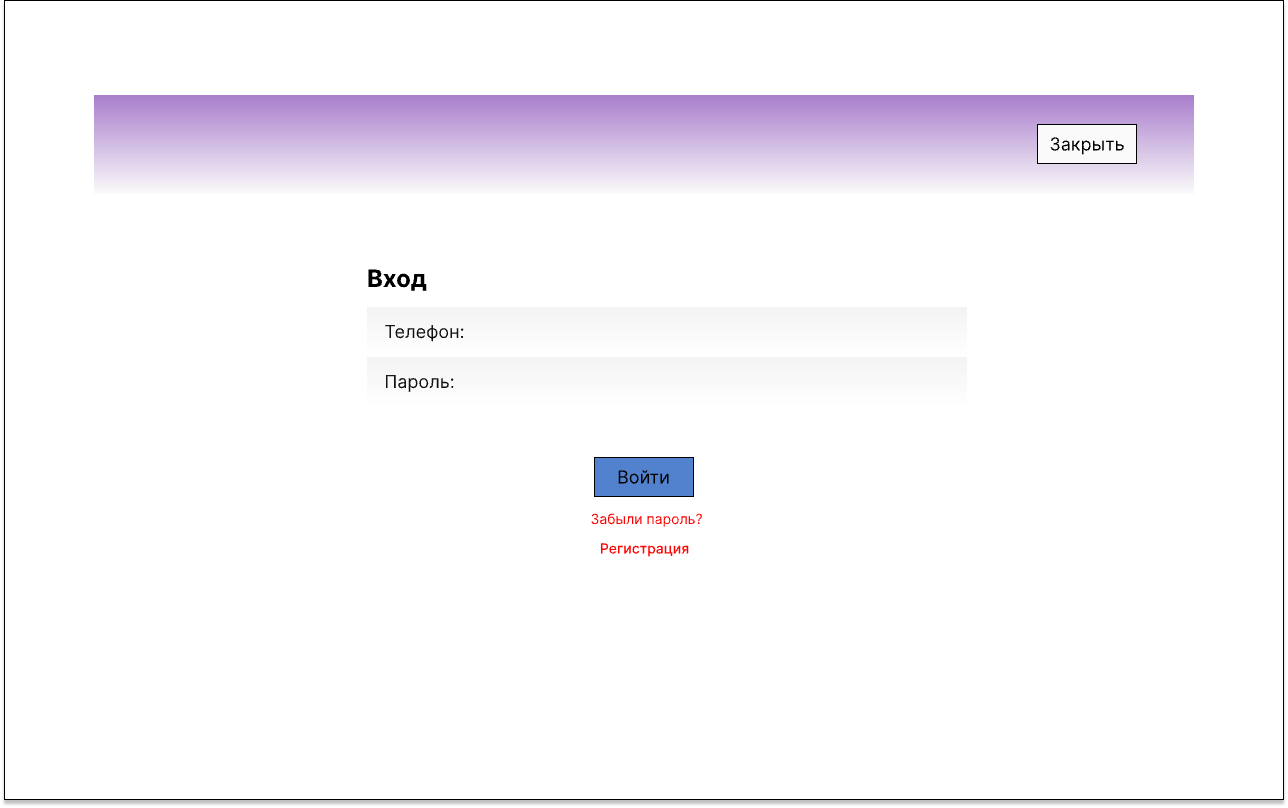 Закрыть
Вход
Телефон:
Пароль:
Войти
Забыли пароль?
Регистрация